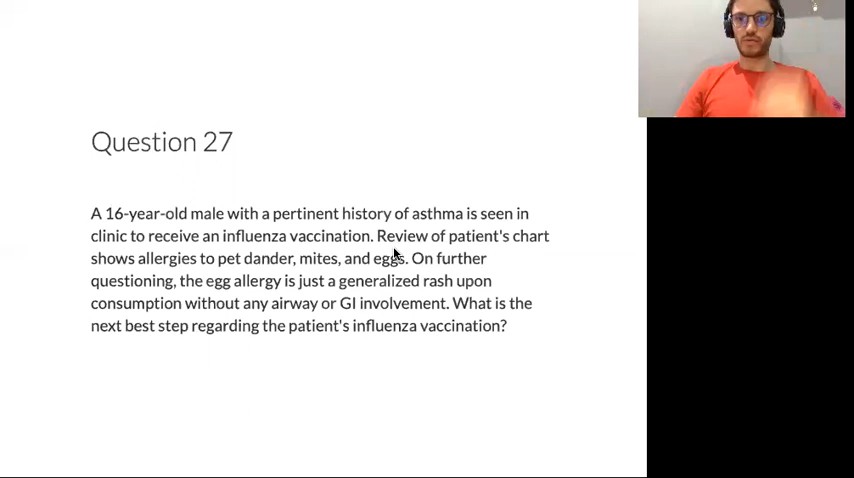 Question 27
A 16-year-old male with a pertinent history of asthma is seen in
clinic to receive an influenza vaccination. Review of patient's chart
shows allergies to pet dander, mites, and eggs. On further
questioning, the egg allergy is just a generalized rash upon
consumption without any airway or GI involvement. What is the
next best step regarding the patient's influenza vaccination?